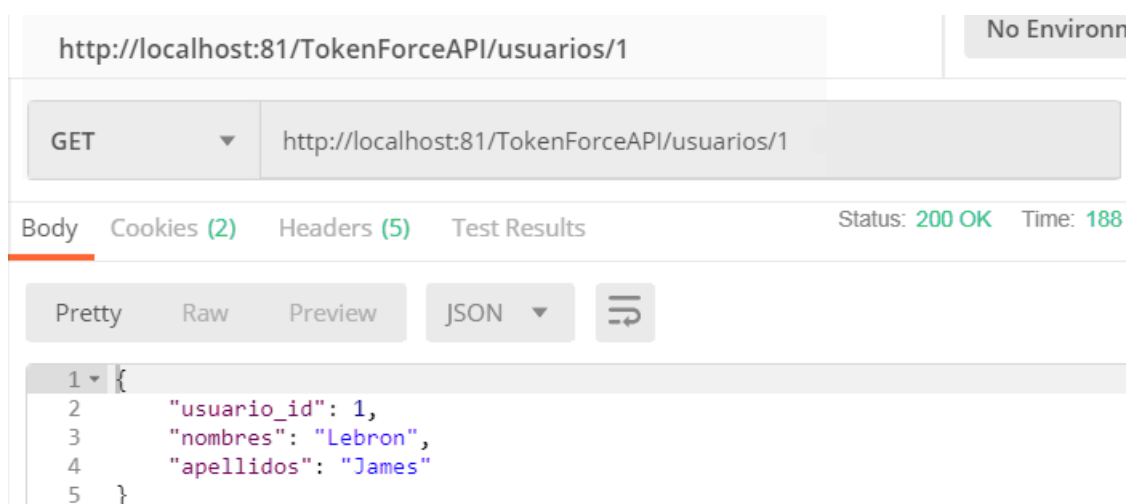 http://localhost:81/TokenForceAPI/usuarios/1
No Environn
GET http://localhost:81/TokenForceAPI/usuarios/1
Body Cookies (2) Headers (5) Test Results Status: 200 OK Time: 188
Pretty Raw Preview JSON
1 {
2 "usuario_id": 1,
3 "nombres": "Lebron",
4 "apellidos": "James"
5 }